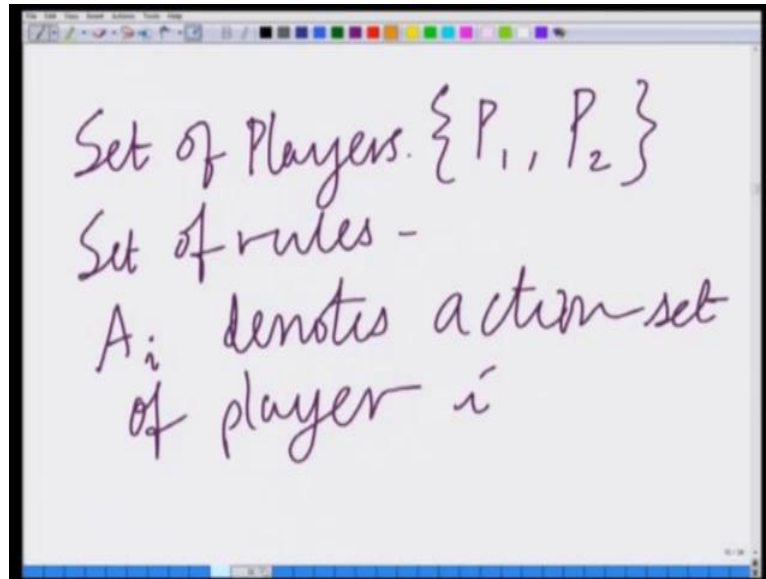 Set of Players. {P₁, P₂}
Set of rules -
Aᵢ denotes action set
of player i